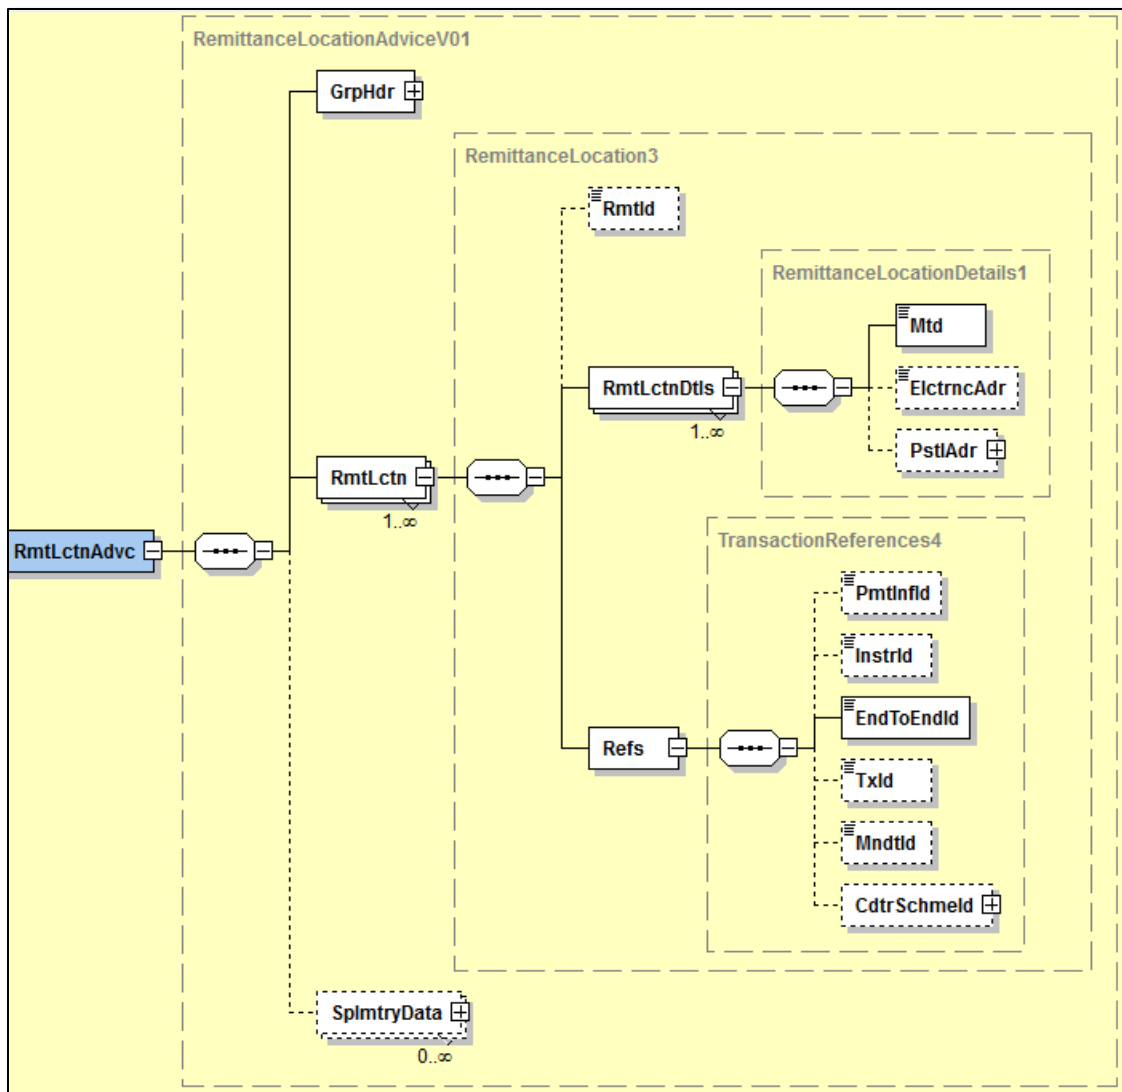 RemittanceLocationAdviceV01
GrpHdr
RemittanceLocation3
RmtId
RemittanceLocationDetails1
Mtd
RmtLctnDtls
1..∞
ElctrncAdr
PstlAdr
RmtLctn
1..∞
RmtLctnAdvc
TransactionReferences4
PmtInfId
InstrId
EndToEndId
Refs
TxId
MndtId
CdtrSchmeId
SplmtryData
0..∞